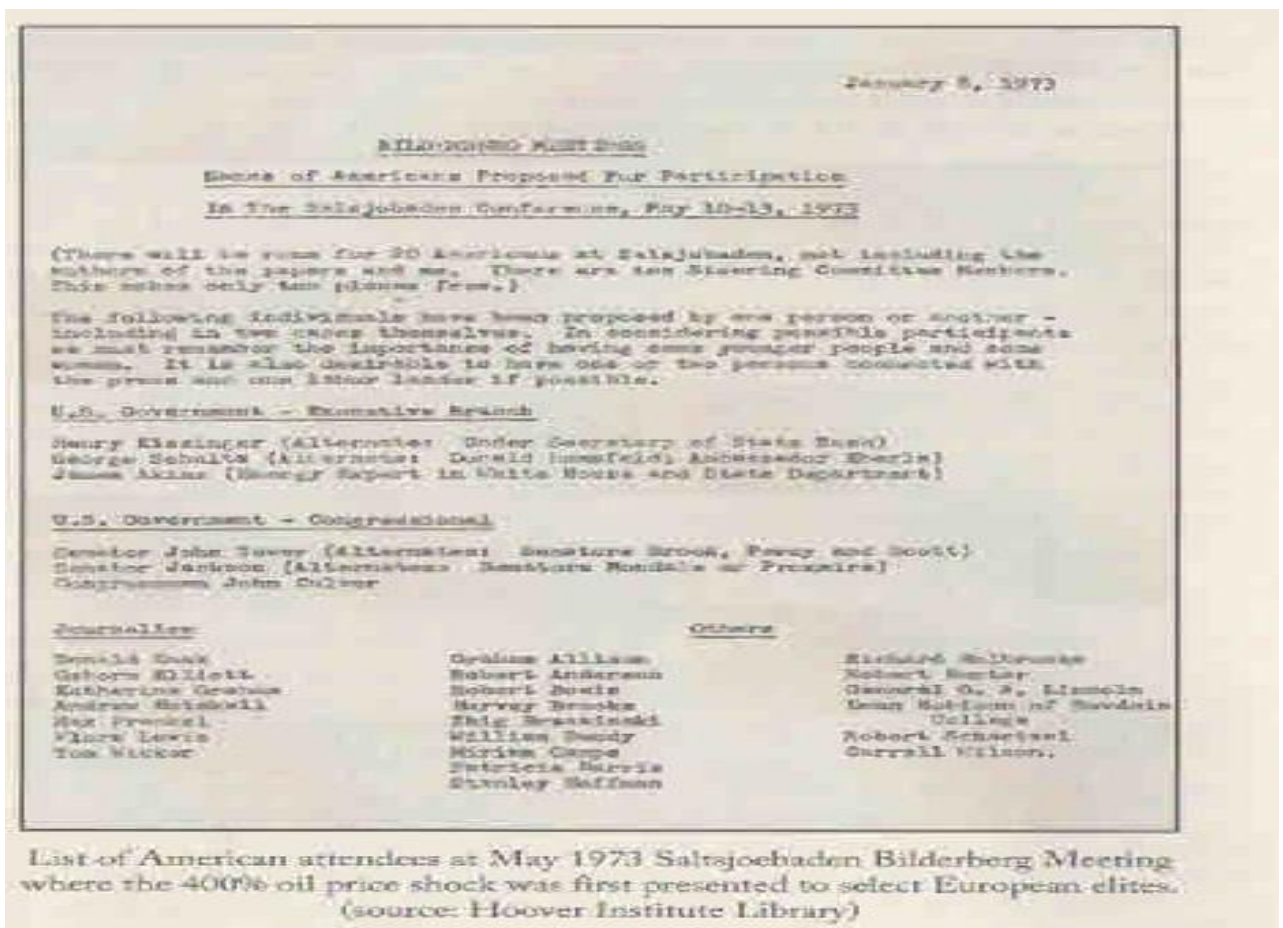 January 8, 1973
BILDERBERG MEETINGS
Names of Americans Proposed For Participation
In The Salsjobaden Conference, May 10-13, 1973
(There will be room for 20 Americans at Salsjobaden, not including the
authors of the papers and me. There are ten Steering Committee Members.
This makes only ten places free.)
The following individuals have been proposed by one person or another -
including in two cases themselves. In considering possible participants
we must remember the importance of having some younger people and some
women. It is also desirable to have one or two persons connected with
the press and one labor leader if possible.
U.S. Government - Executive Branch
Henry Kissinger (Alternate: Under Secretary of State Rush)
George Schultz (Alternate: Donald Rumsfeld, Ambassador Eberle)
James Akins (Energy Expert in White House and State Department)
U.S. Government - Congressional
Senator John Tower (Alternates: Senators Brook, Percy and Scott)
Senator Jackson (Alternates: Senators Mondale or Proxmire)
Congressman John Culver
Journalist
Donald Cook
Osborn Elliott
Katherine Graham
Andrew Heiskell
Max Frankel
Flora Lewis
Tom Wicker
Others
Graham Allison
Robert Anderson
Robert Bowie
Harvey Brooks
Zbig Brzezinski
William Bundy
Miriam Camps
Patricia Harris
Stanley Hoffman
Richard Holbrooke
Robert Hunter
General G. A. Lincoln
Dean Robison of Bowdoin
College
Robert Schaetzel
Carroll Wilson.
List of American attendees at May 1973 Saltsjoebaden Bilderberg Meeting
where the 400% oil price shock was first presented to select European elites.
(source: Hoover Institute Library)